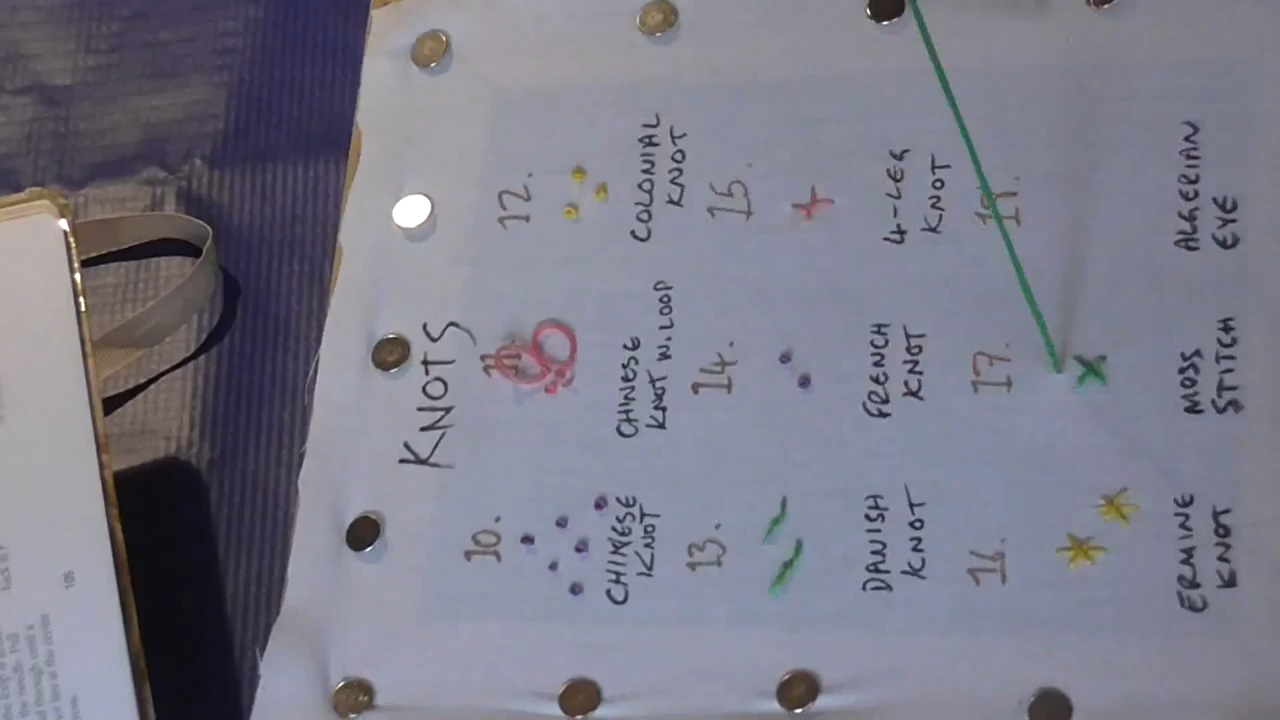 KNOTS
10.
11.
12.
CHINESE
KNOT
CHINESE
KNOT W. LOOP
COLONIAL
KNOT
13.
14.
15.
DANISH
KNOT
FRENCH
KNOT
4-LEG
KNOT
16.
17.
ERMINE
KNOT
MOSS
STITCH
ALGERIAN
EYE
105